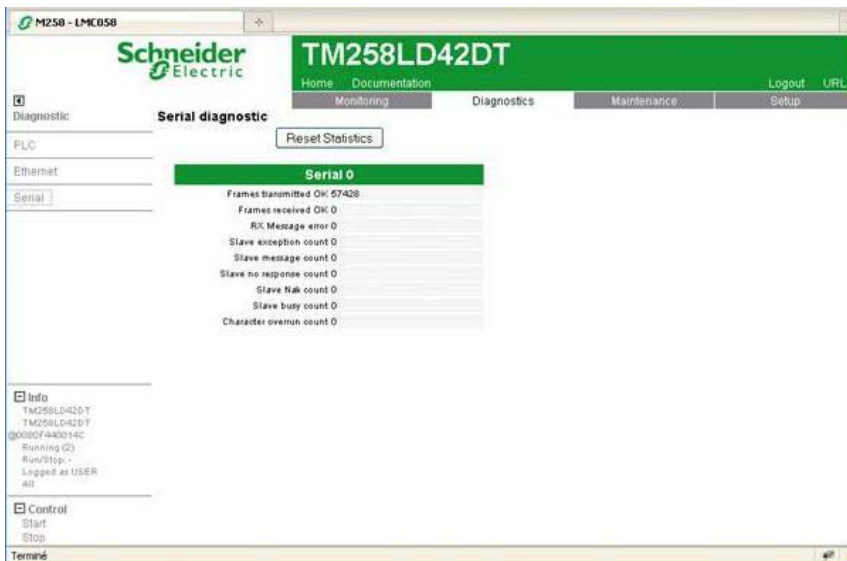 M258 - LMC058
Schneider Electric
TM258LD42DT
Home Documentation Logout URL
Monitoring Diagnostics Maintenance Setup
Diagnostic
PLC
Ethernet
Serial
Serial diagnostic
Reset Statistics
Serial 0
Frames transmitted OK 57428
Frames received OK 0
RX Message error 0
Slave exception count 0
Slave message count 0
Slave no response count 0
Slave Nak count 0
Slave busy count 0
Character overrun count 0
Info
TM258LD42DT
TM258LD42DT
@0080F440014C
Running (2)
Run/Stop: -
Logged as USER
All
Control
Start
Stop
Terminé